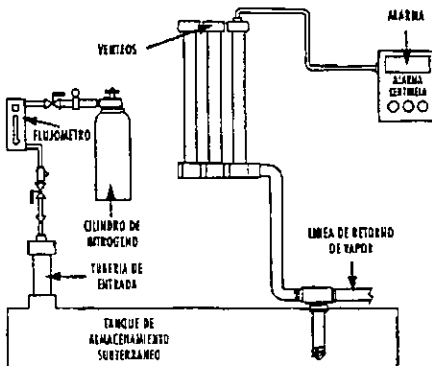 ALARMA
VENTEOS
ALARMA
CENTINELA
FLUJOMETRO
CILINDRO DE
NITROGENO
LINEA DE RETORNO
DE VAPOR
TUBERIA DE
ENTRADA
TANQUE DE
ALMACENAMIENTO
SUBTERRANEO